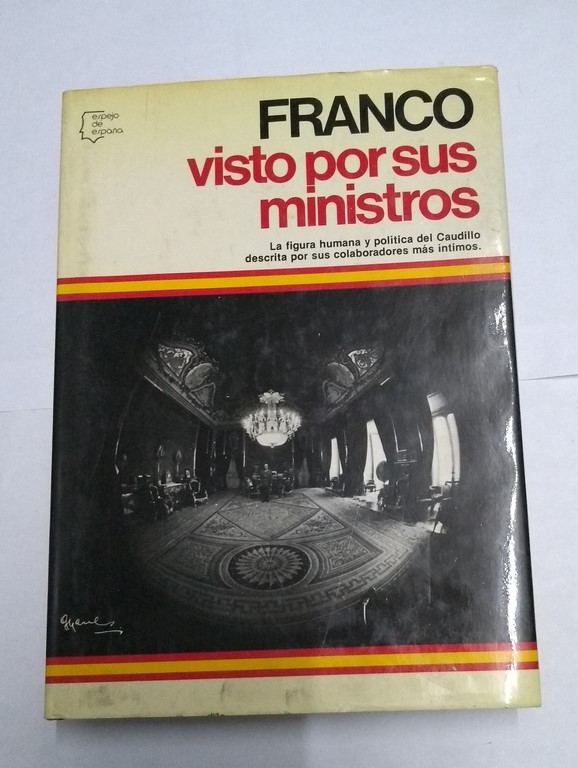 espejo
de
españa
FRANCO
visto por sus
ministros
La figura humana y política del Caudillo
descrita por sus colaboradores más íntimos.